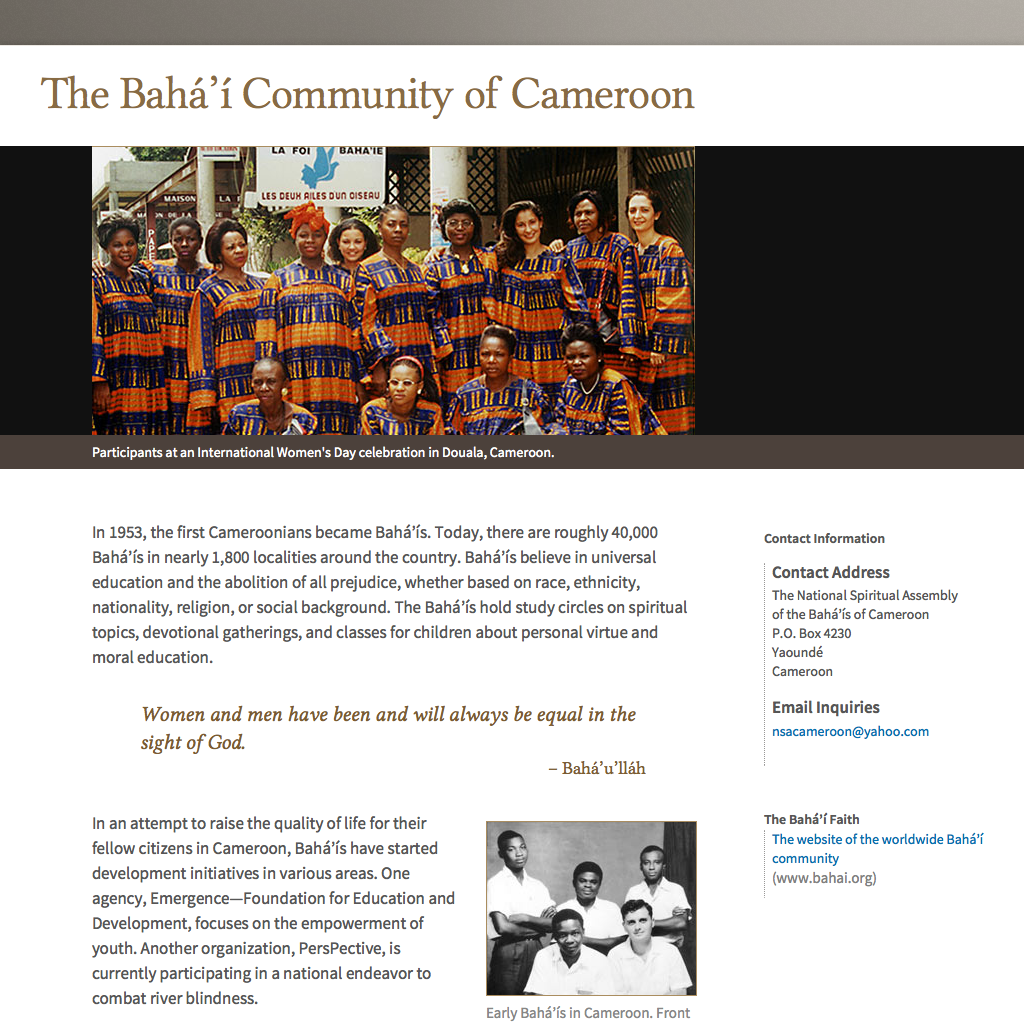 The Bahá’í Community of Cameroon
LA FOI BAHA'IE
LES DEUX AILES D'UN OISEAU
MAISON LA
MAISON DE LA
Participants at an International Women's Day celebration in Douala, Cameroon.
In 1953, the first Cameroonians became Bahá’ís. Today, there are roughly 40,000
Bahá’ís in nearly 1,800 localities around the country. Bahá’ís believe in universal
education and the abolition of all prejudice, whether based on race, ethnicity,
nationality, religion, or social background. The Bahá’ís hold study circles on spiritual
topics, devotional gatherings, and classes for children about personal virtue and
moral education.
Women and men have been and will always be equal in the
sight of God.
– Bahá’u’lláh
In an attempt to raise the quality of life for their
fellow citizens in Cameroon, Bahá’ís have started
development initiatives in various areas. One
agency, Emergence—Foundation for Education and
Development, focuses on the empowerment of
youth. Another organization, PersPective, is
currently participating in a national endeavor to
combat river blindness.
Early Bahá’ís in Cameroon. Front
Contact Information
Contact Address
The National Spiritual Assembly
of the Bahá’ís of Cameroon
P.O. Box 4230
Yaoundé
Cameroon
Email Inquiries
nsacameroon@yahoo.com
The Bahá’í Faith
The website of the worldwide Bahá’í
community
(www.bahai.org)